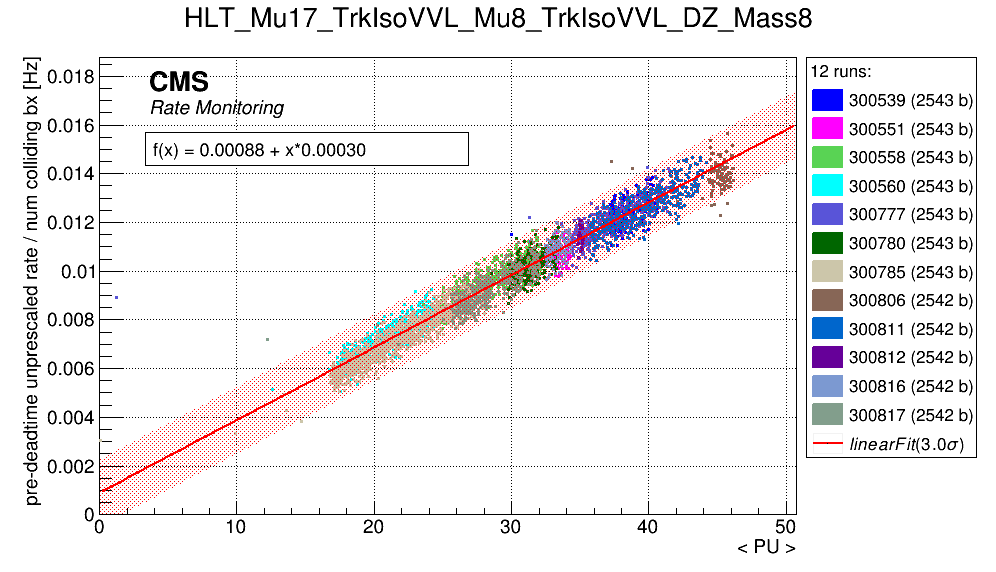 HLT_Mu17_TrkIsoVVL_Mu8_TrkIsoVVL_DZ_Mass8
pre-deadtime unprescaled rate / num colliding bx [Hz]
0.018
0.016
0.014
0.012
0.01
0.008
0.006
0.004
0.002
0
CMS
Rate Monitoring
f(x) = 0.00088 + x*0.00030
0
10
20
30
40
50
< PU >
12 runs:
300539 (2543 b)
300551 (2543 b)
300558 (2543 b)
300560 (2543 b)
300777 (2543 b)
300780 (2543 b)
300785 (2543 b)
300806 (2542 b)
300811 (2542 b)
300812 (2542 b)
300816 (2542 b)
300817 (2542 b)
linearFit(3.0σ)